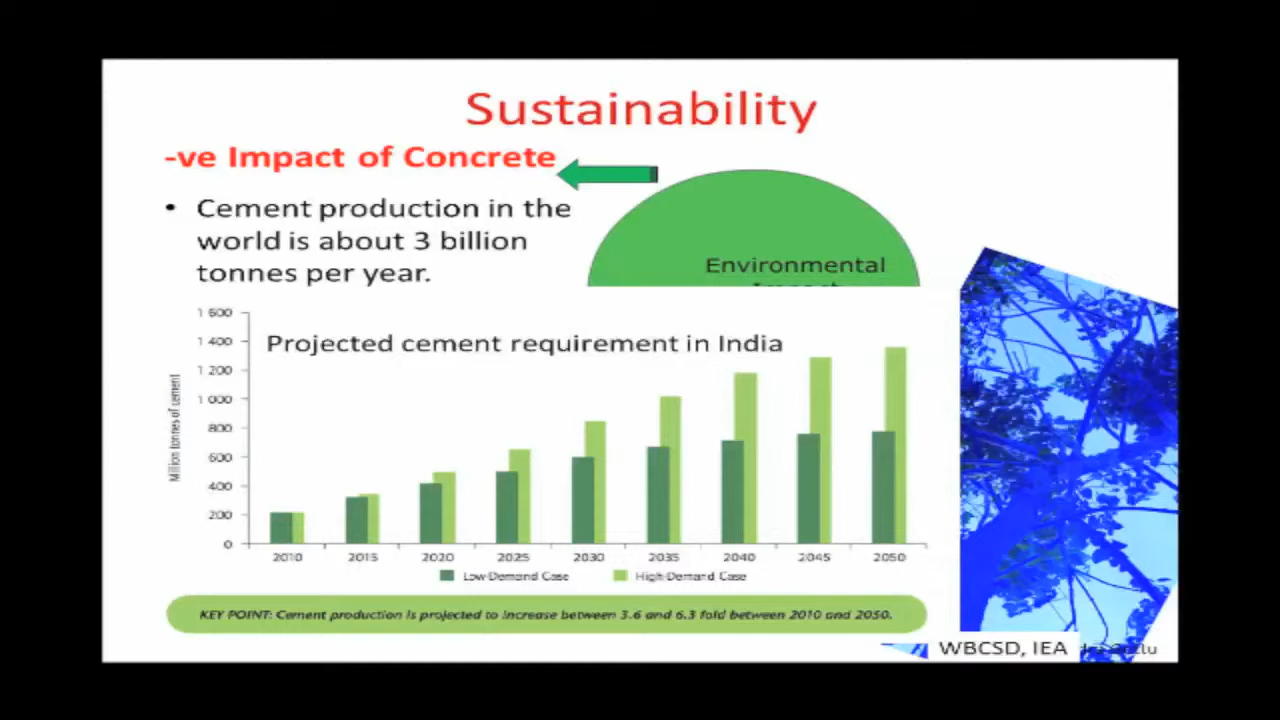 Sustainability
-ve Impact of Concrete
• Cement production in the
world is about 3 billion
tonnes per year.
Environmental
Impact
Projected cement requirement in India
Million tonnes of cement
1 600
1 400
1 200
1 000
800
600
400
200
0
2010 2015 2020 2025 2030 2035 2040 2045 2050
Low-Demand Case High-Demand Case
KEY POINT: Cement production is projected to increase between 3.6 and 6.3 fold between 2010 and 2050.
WBCSD, IEA